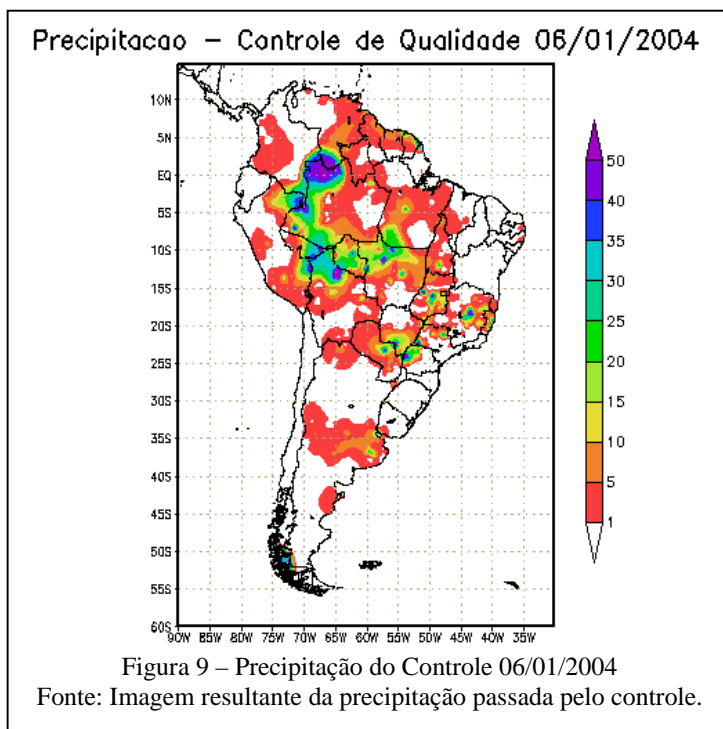 Precipitacao – Controle de Qualidade 06/01/2004
10N
5N
EQ
5S
10S
15S
20S
25S
30S
35S
40S
45S
50S
55S
60S
90W 85W 80W 75W 70W 65W 60W 55W 50W 45W 40W 35W
50
40
35
30
25
20
15
10
5
1
Figura 9 – Precipitação do Controle 06/01/2004
Fonte: Imagem resultante da precipitação passada pelo controle.